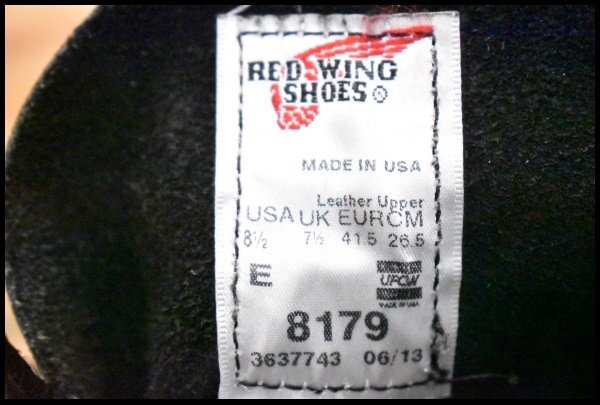 RED WING
SHOES®
MADE IN USA
Leather Upper
USA UK EUR CM
8½ 7½ 41.5 26.5
E
UFCW
MADE IN USA
8179
3637743 06/13